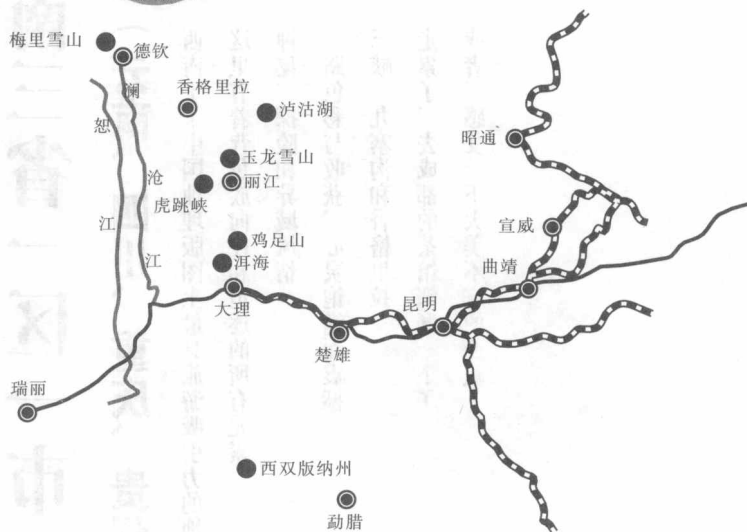 梅里雪山
德钦
香格里拉
泸沽湖
澜
怒
沧
江
江
玉龙雪山
丽江
虎跳峡
鸡足山
洱海
大理
楚雄
昆明
曲靖
宣威
昭通
瑞丽
西双版纳州
勐腊